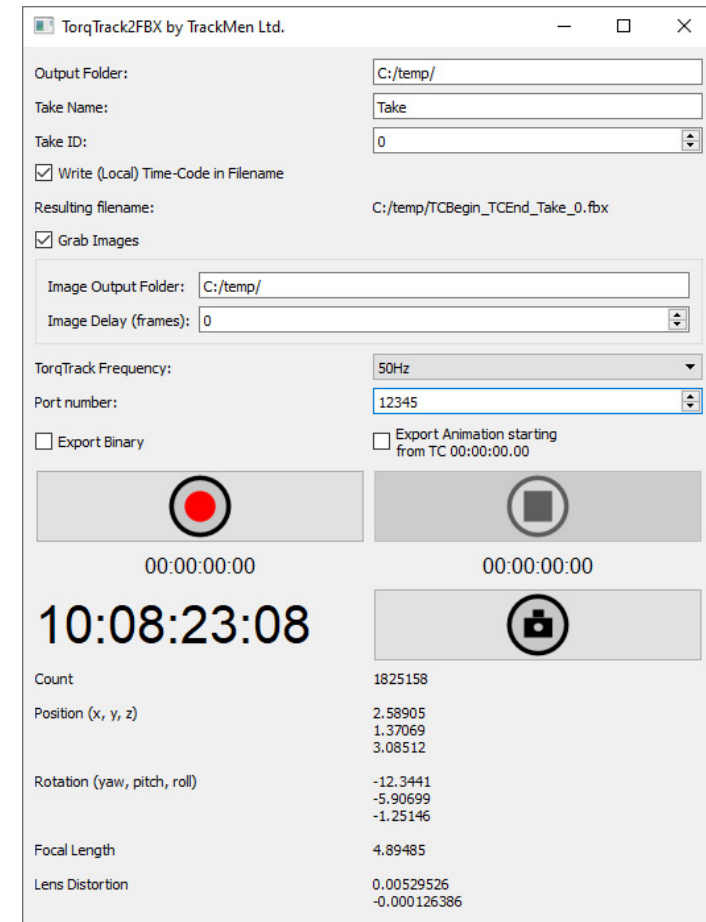 TorqTrack2FBX by TrackMen Ltd.
Output Folder: C:/temp/
Take Name: Take
Take ID: 0
Write (Local) Time-Code in Filename
Resulting filename: C:/temp/TCBegin_TCEnd_Take_0.fbx
Grab Images
Image Output Folder: C:/temp/
Image Delay (frames): 0
TorqTrack Frequency: 50Hz
Port number: 12345
Export Binary
Export Animation starting
from TC 00:00:00.00
00:00:00:00 00:00:00:00
10:08:23:08
Count 1825158
Position (x, y, z) 2.58905
1.37069
3.08512
Rotation (yaw, pitch, roll) -12.3441
-5.90699
-1.25146
Focal Length 4.89485
Lens Distortion 0.00529526
-0.000126386